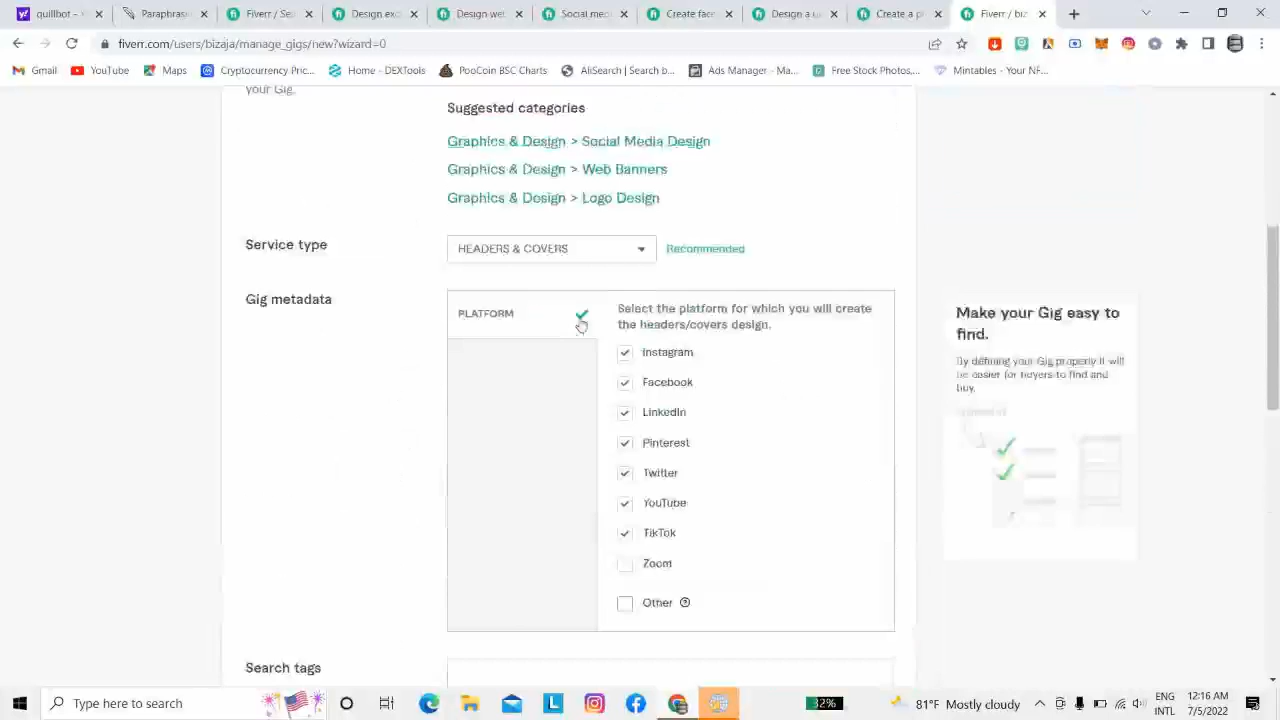 quillbot -
Paraphrasi
Fiverr /
Design exc
Design wel
Social med
Create face
Design a u
Create a p
Fiverr / biz
fiverr.com/users/bizaja/manage_gigs/new?wizard=0
Gmail
YouTube
Maps
Cryptocurrency Pric...
Home - DEXTools
PooCoin BSC Charts
AliSearch | Search b...
Ads Manager - Ma...
Free Stock Photos,...
Mintables - Your NF...
your Gig.
Suggested categories
Graphics & Design > Social Media Design
Graphics & Design > Web Banners
Graphics & Design > Logo Design
Service type
HEADERS & COVERS
Recommended
Gig metadata
PLATFORM
Select the platform for which you will create
the headers/covers design.
Instagram
Facebook
LinkedIn
Pinterest
Twitter
YouTube
TikTok
Zoom
Other
Make your Gig easy to
find.
By defining your Gig properly it will
be easier for buyers to find and
buy.
Search tags
Type here to search
32%
81°F Mostly cloudy
ENG
INTL
12:16 AM
7/5/2022